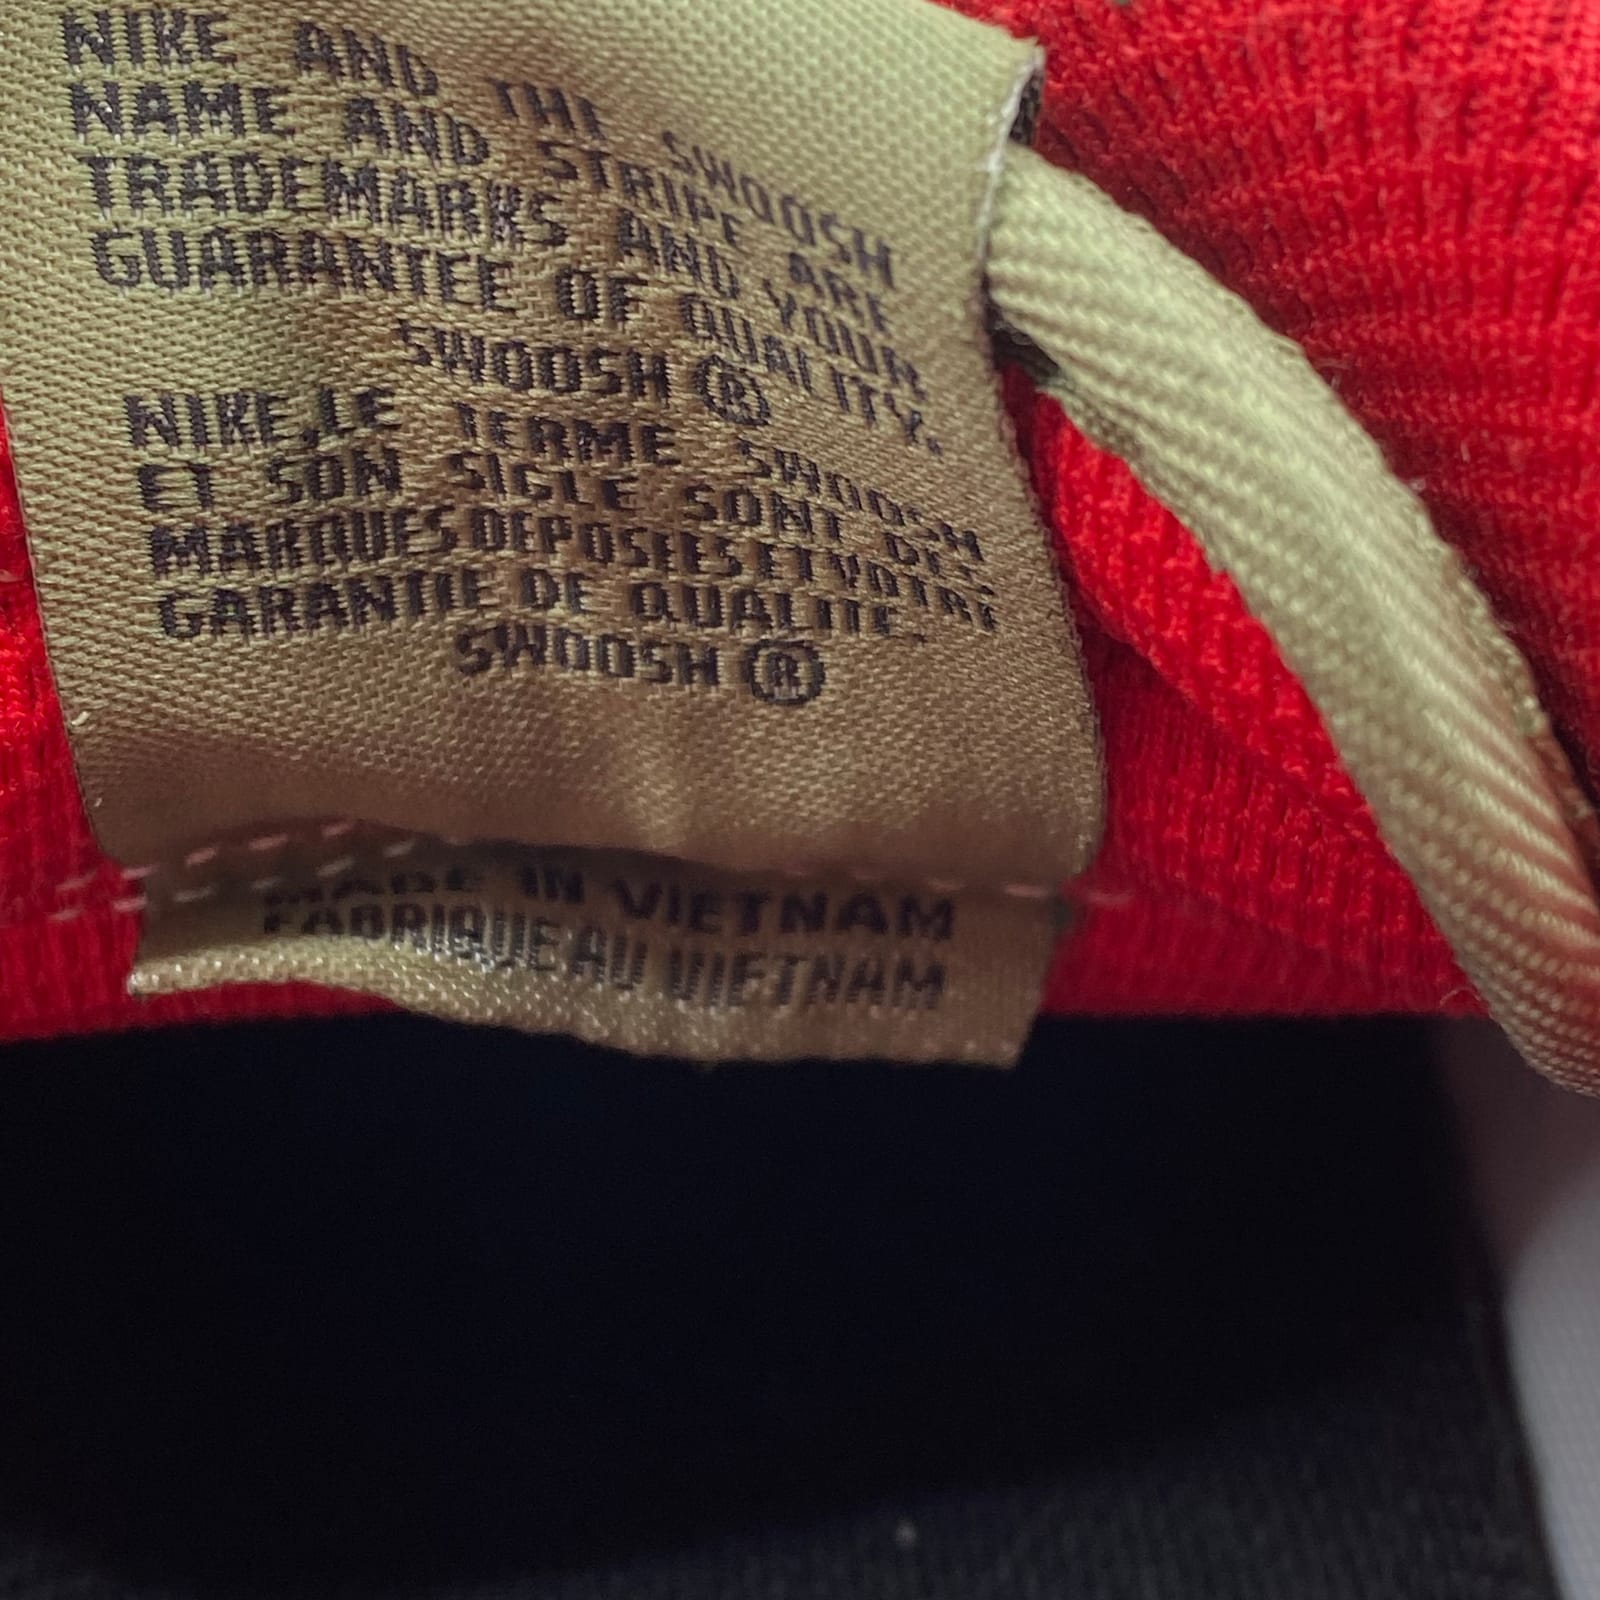 NIKE AND THE SWOOSH
NAME AND STRIPE ARE
TRADEMARKS AND YOUR
GUARANTEE OF QUALITY.
SWOOSH ®
NIKE,LE TERME SWOOSH
ET SON SIGLE SONT DES
MARQUES DEPOSEES ET VOTRE
GARANTIE DE QUALITE.
SWOOSH ®
MADE IN VIETNAM
FABRIQUE AU VIETNAM